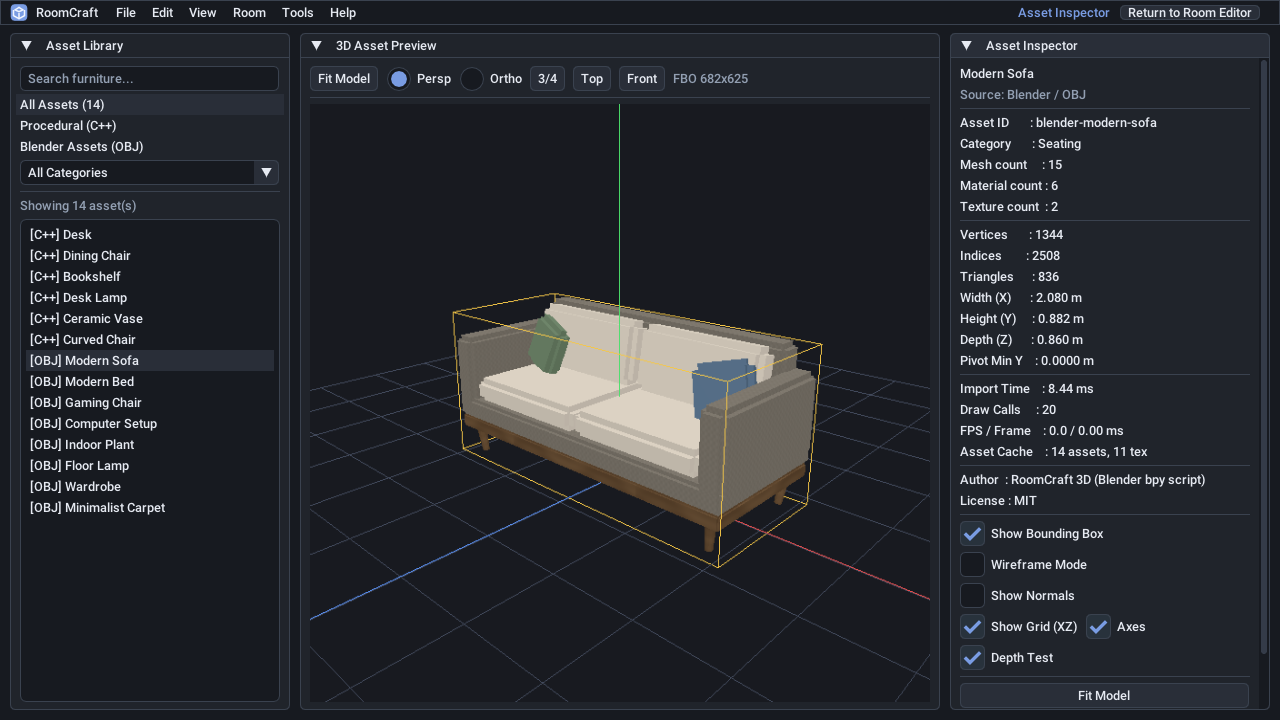 RoomCraft File Edit View Room Tools Help Asset Inspector Return to Room Editor
Asset Library
Search furniture...
All Assets (14)
Procedural (C++)
Blender Assets (OBJ)
All Categories
Showing 14 asset(s)
[C++] Desk
[C++] Dining Chair
[C++] Bookshelf
[C++] Desk Lamp
[C++] Ceramic Vase
[C++] Curved Chair
[OBJ] Modern Sofa
[OBJ] Modern Bed
[OBJ] Gaming Chair
[OBJ] Computer Setup
[OBJ] Indoor Plant
[OBJ] Floor Lamp
[OBJ] Wardrobe
[OBJ] Minimalist Carpet
3D Asset Preview
Fit Model Persp Ortho 3/4 Top Front FBO 682x625
Asset Inspector
Modern Sofa
Source: Blender / OBJ
Asset ID : blender-modern-sofa
Category : Seating
Mesh count : 15
Material count : 6
Texture count : 2
Vertices : 1344
Indices : 2508
Triangles : 836
Width (X) : 2.080 m
Height (Y) : 0.882 m
Depth (Z) : 0.860 m
Pivot Min Y : 0.0000 m
Import Time : 8.44 ms
Draw Calls : 20
FPS / Frame : 0.0 / 0.00 ms
Asset Cache : 14 assets, 11 tex
Author : RoomCraft 3D (Blender bpy script)
License : MIT
Show Bounding Box
Wireframe Mode
Show Normals
Show Grid (XZ) Axes
Depth Test
Fit Model